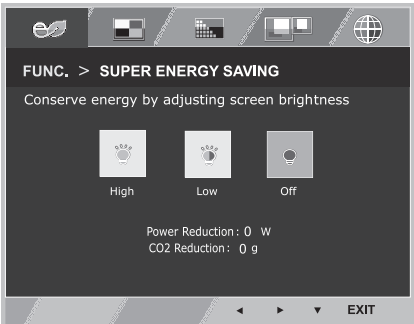 FUNC. > SUPER ENERGY SAVING
Conserve energy by adjusting screen brightness
High Low Off
Power Reduction: 0 W
CO2 Reduction: 0 g
EXIT